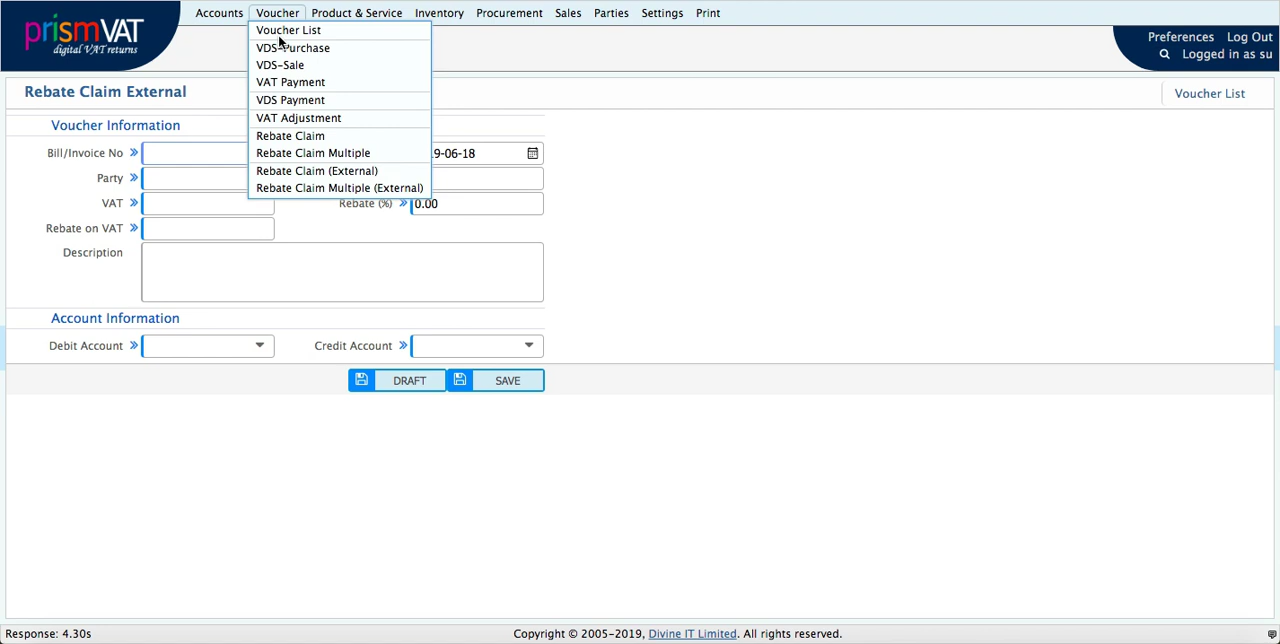 prismVAT
digital VAT returns
Accounts Voucher Product & Service Inventory Procurement Sales Parties Settings Print
Preferences Log Out
Logged in as su
Voucher List
VDS-Purchase
VDS-Sale
VAT Payment
VDS Payment
VAT Adjustment
Rebate Claim
Rebate Claim Multiple
Rebate Claim (External)
Rebate Claim Multiple (External)
Rebate Claim External
Voucher List
Voucher Information
Bill/Invoice No »
9-06-18
Party »
VAT »
Rebate (%) » 0.00
Rebate on VAT »
Description
Account Information
Debit Account » Credit Account »
DRAFT SAVE
Response: 4.30s
Copyright © 2005-2019, Divine IT Limited. All rights reserved.